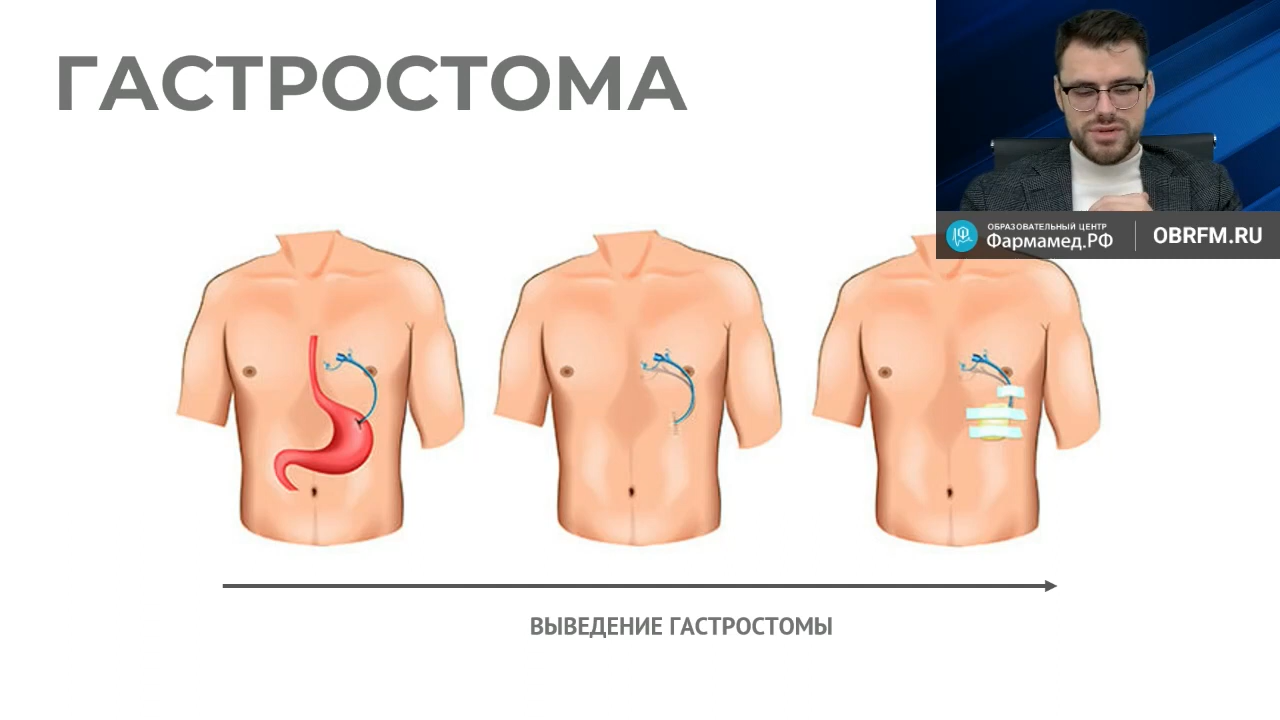 ГАСТРОСТОМА
ОБРАЗОВАТЕЛЬНЫЙ ЦЕНТР
Фармамед.РФ
OBRFM.RU
ВЫВЕДЕНИЕ ГАСТРОСТОМЫ